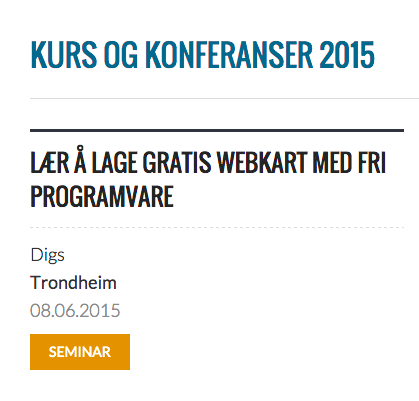 KURS OG KONFERANSER 2015
LÆR Å LAGE GRATIS WEBKART MED FRI
PROGRAMVARE
Digs
Trondheim
08.06.2015
SEMINAR